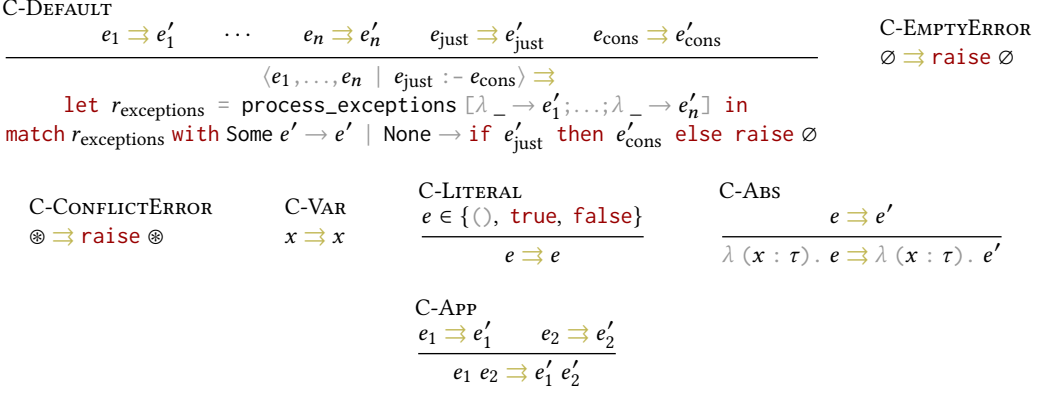 C-Default
e₁ ⇉ e′₁ ⋯ eₙ ⇉ e′ₙ e_just ⇉ e′_just e_cons ⇉ e′_cons
⟨e₁,…,eₙ | e_just :- e_cons⟩ ⇉
let r_exceptions = process_exceptions [λ _ → e′₁;…;λ _ → e′ₙ] in
match r_exceptions with Some e′ → e′ | None → if e′_just then e′_cons else raise ∅
C-EmptyError
∅ ⇉ raise ∅
C-ConflictError
⊛ ⇉ raise ⊛
C-Var
x ⇉ x
C-Literal
e ∈ {(), true, false}
e ⇉ e
C-Abs
e ⇉ e′
λ (x : τ). e ⇉ λ (x : τ). e′
C-App
e₁ ⇉ e′₁ e₂ ⇉ e′₂
e₁ e₂ ⇉ e′₁ e′₂